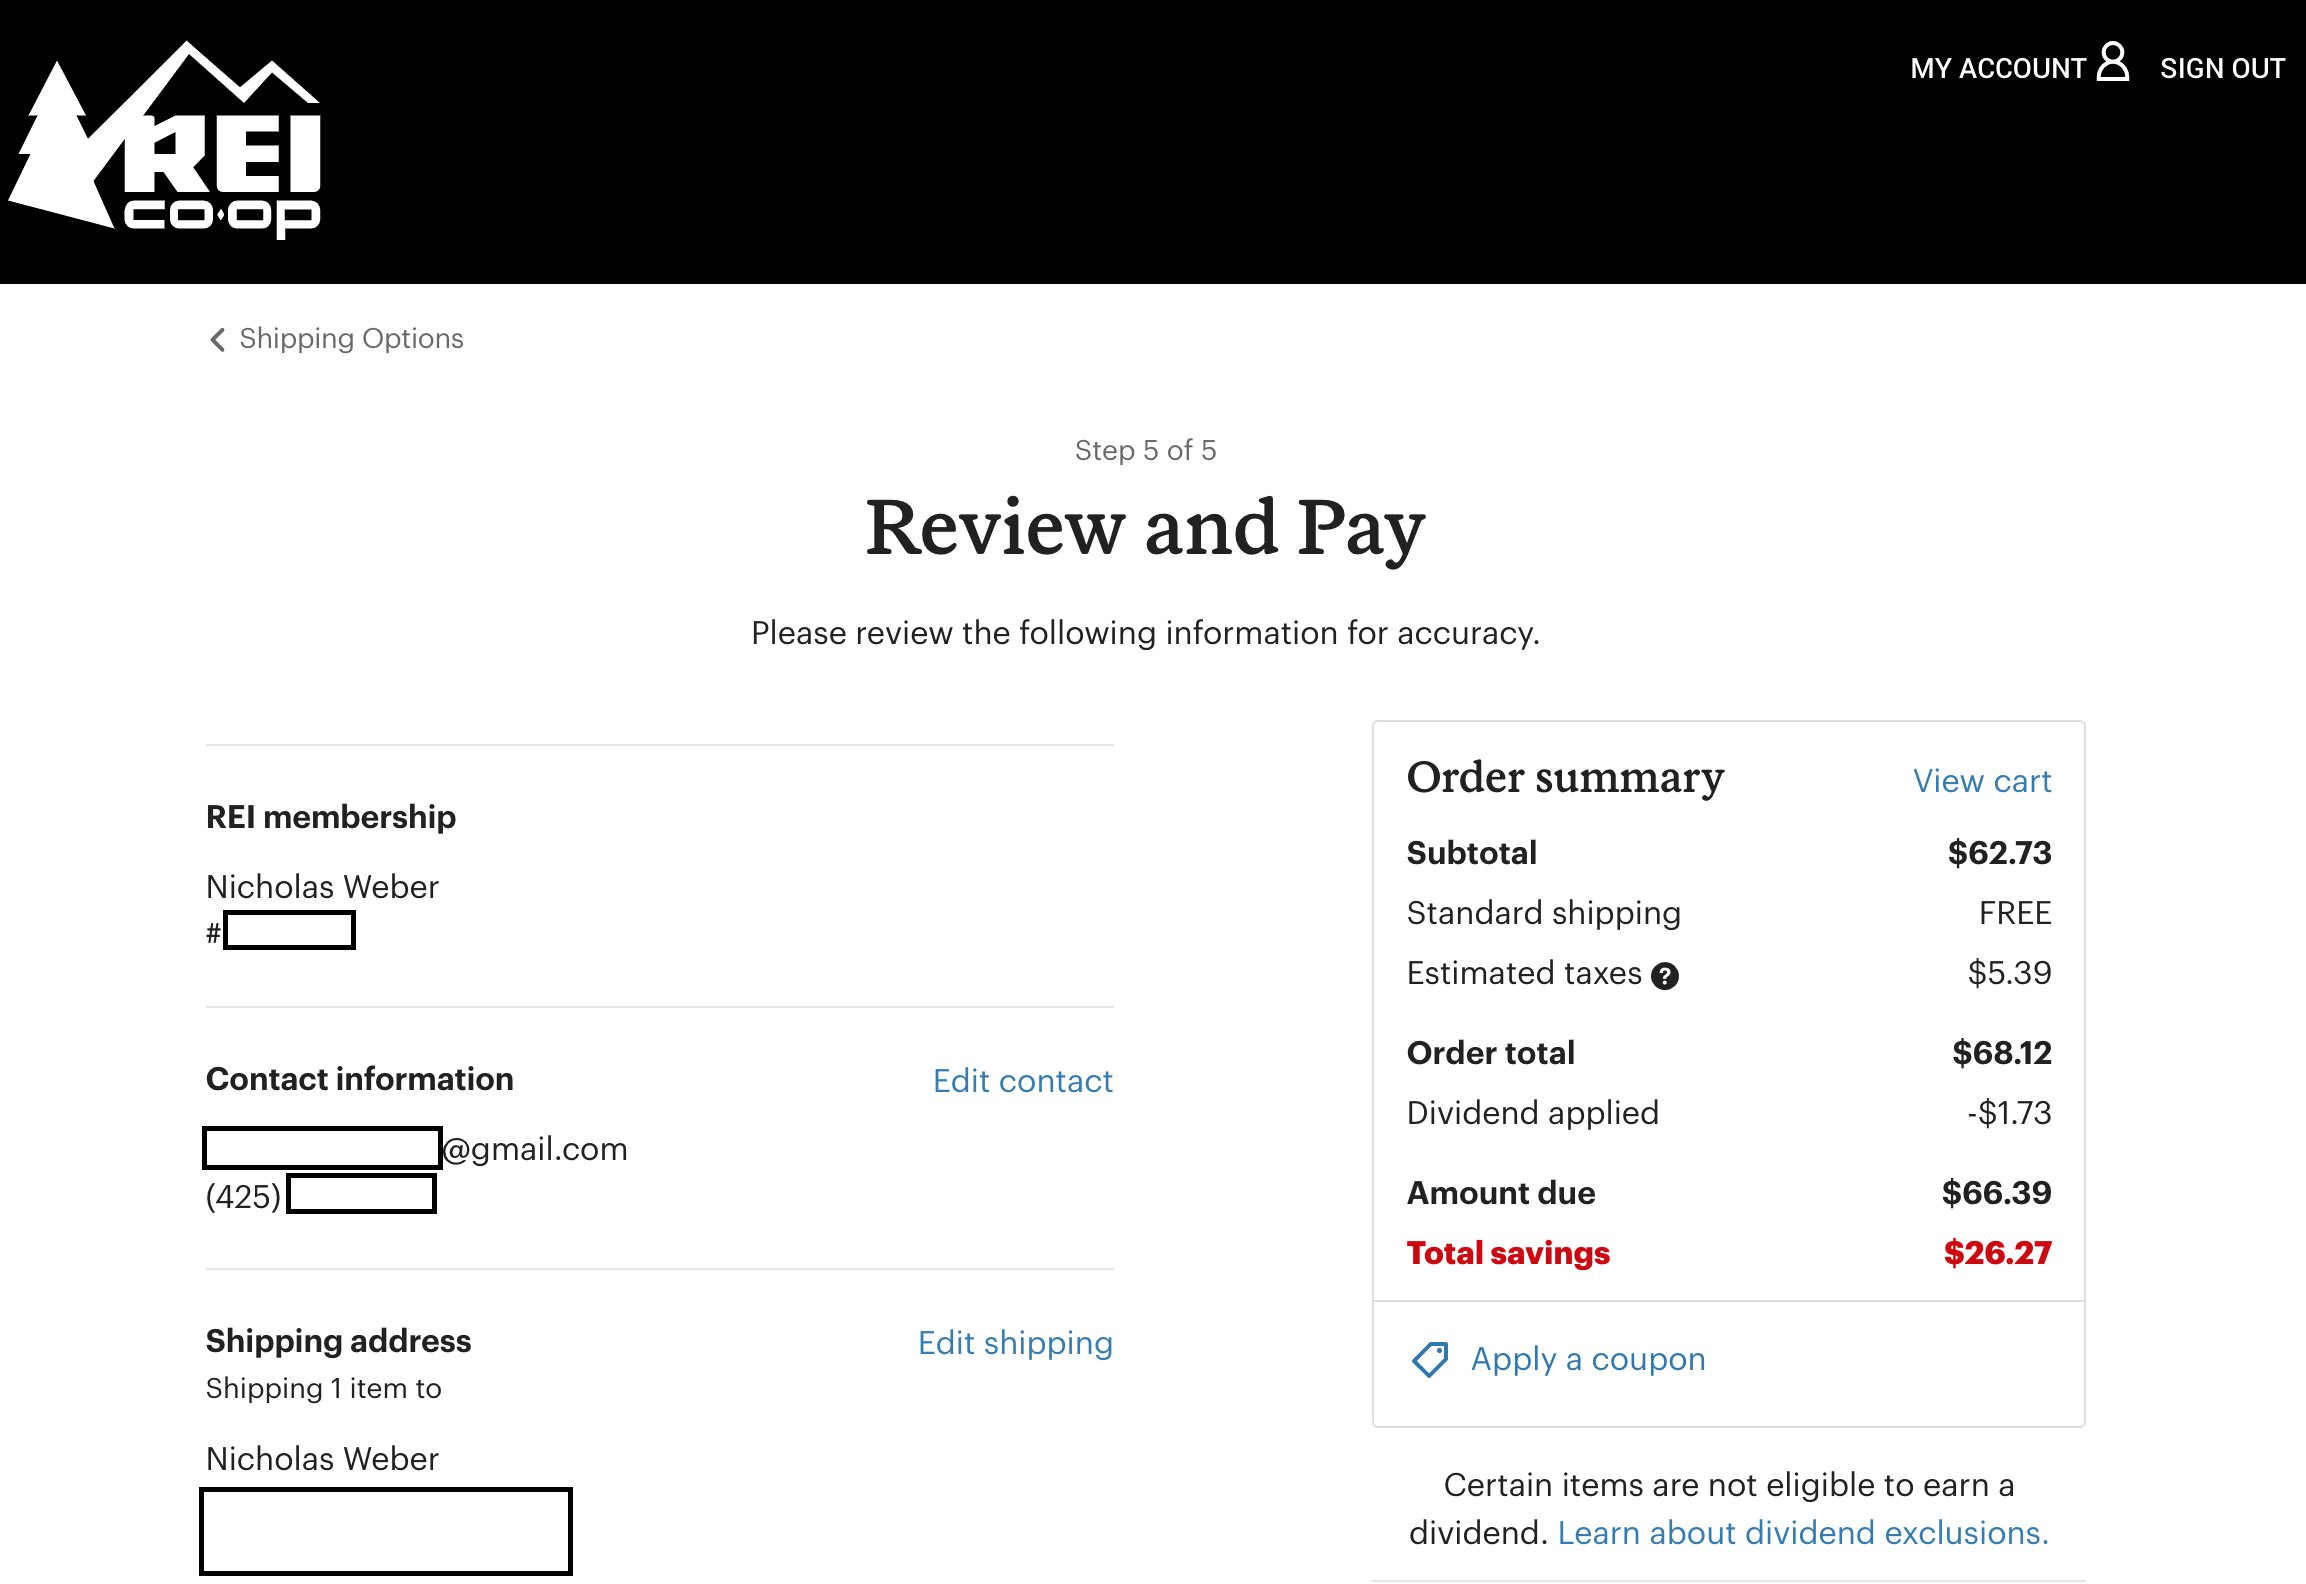 REI
CO·OP
MY ACCOUNT SIGN OUT
Shipping Options
Step 5 of 5
Review and Pay
Please review the following information for accuracy.
REI membership
Nicholas Weber
#
Contact information Edit contact
@gmail.com
(425)
Shipping address Edit shipping
Shipping 1 item to
Nicholas Weber
Order summary View cart
Subtotal $62.73
Standard shipping FREE
Estimated taxes ? $5.39
Order total $68.12
Dividend applied -$1.73
Amount due $66.39
Total savings $26.27
Apply a coupon
Certain items are not eligible to earn a
dividend. Learn about dividend exclusions.